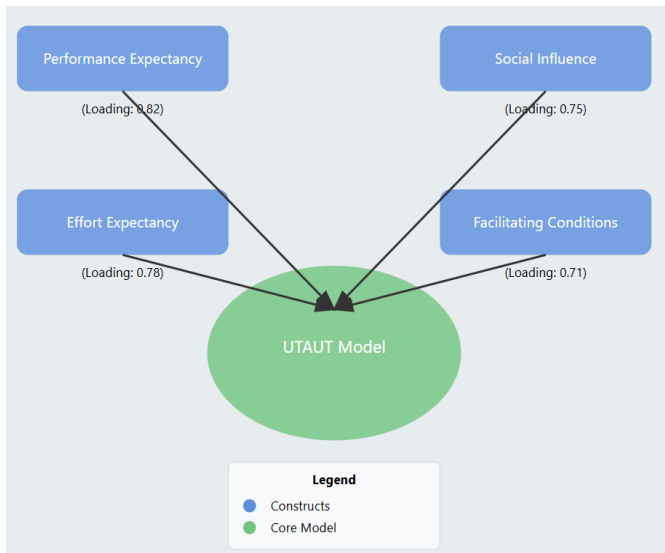 Performance Expectancy
(Loading: 0.82)
Social Influence
(Loading: 0.75)
Effort Expectancy
(Loading: 0.78)
Facilitating Conditions
(Loading: 0.71)
UTAUT Model
Legend
Constructs
Core Model